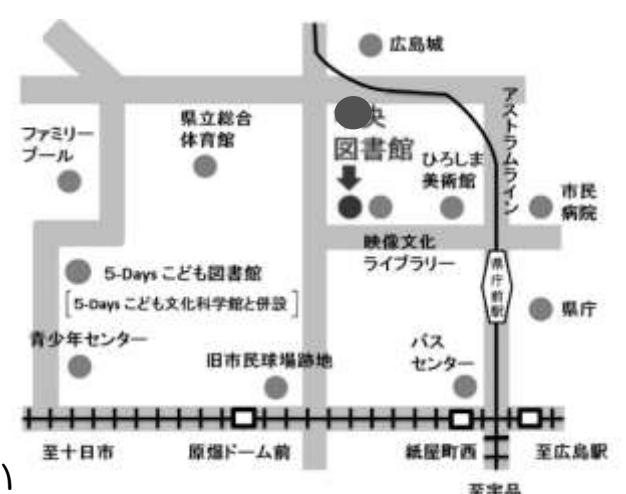 広島城
アストラムライン
県立総合
体育館
ファミリー
プール
央
図書館
ひろしま
美術館
市民
病院
映像文化
ライブラリー
県庁前駅
5-Days こども図書館
[5-Days こども文化科学館と併設]
県庁
青少年センター
旧市民球場跡地
バス
センター
至十日市
原爆ドーム前
紙屋町西
至広島駅
至宇品
)